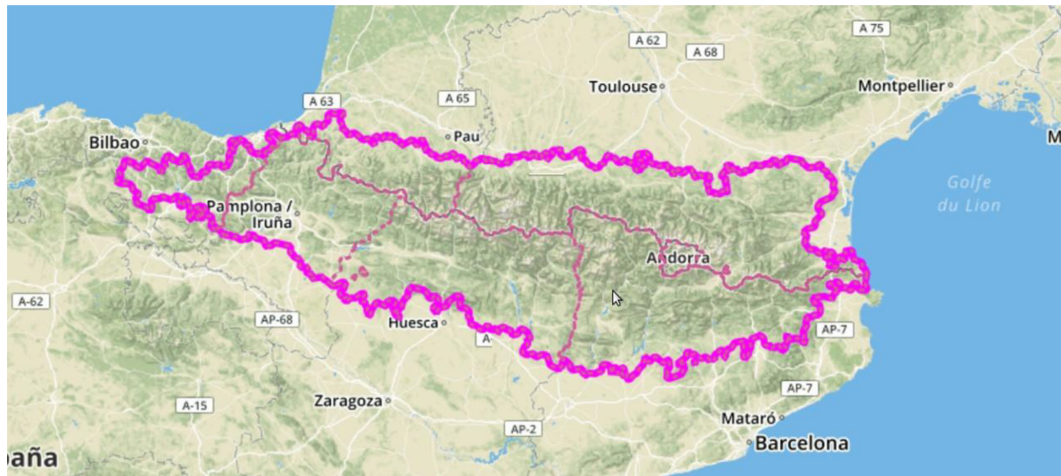 A 75
A 62
A 68
Toulouse
Montpellier
A 63
A 65
Bilbao
Pau
M
Golfe
du Lion
Pamplona /
Iruña
Andorra
A-62
AP-68
Huesca
A-
AP-7
A-15
Zaragoza
AP-7
AP-2
Mataró
Barcelona
aña